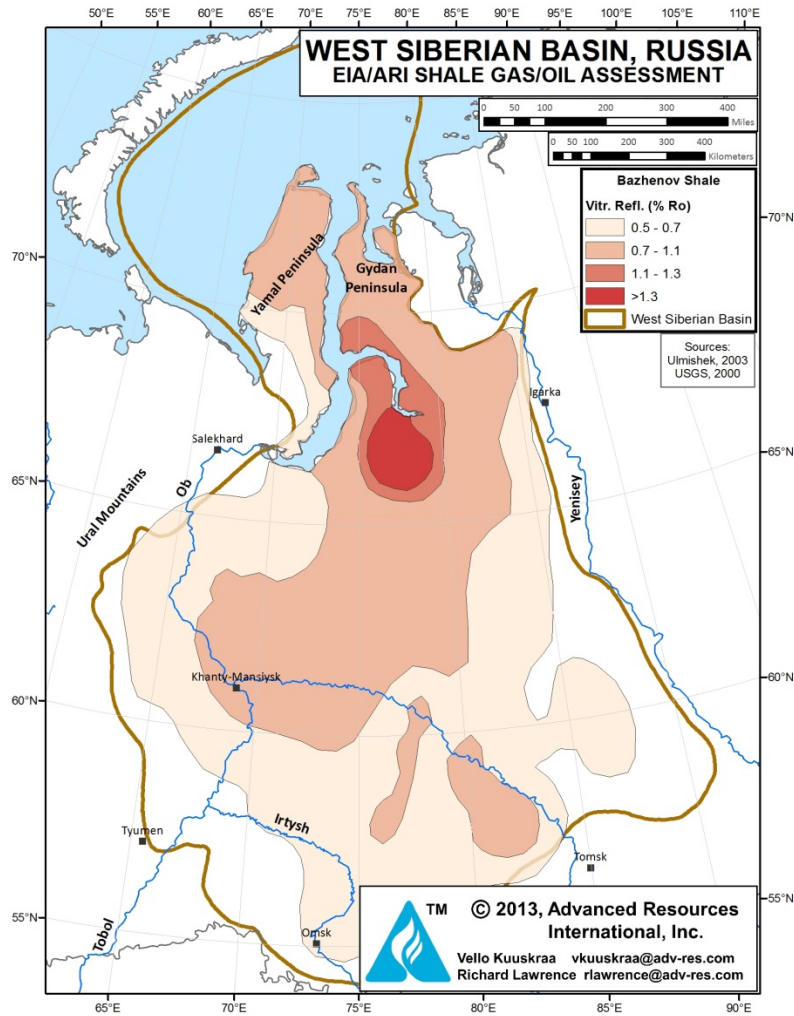 50°E 55°E 60°E 65°E 70°E 75°E 80°E 85°E 90°E 95°E 100°E 105°E 110°E
WEST SIBERIAN BASIN, RUSSIA
EIA/ARI SHALE GAS/OIL ASSESSMENT
0 50 100 200 300 400
Miles
0 50 100 200 300 400
Kilometers
Bazhenov Shale
Vitr. Refl. (% Ro)
0.5 - 0.7
0.7 - 1.1
1.1 - 1.3
>1.3
West Siberian Basin
Sources:
Ulmishek, 2003
USGS, 2000
70°N
70°N
Yamal Peninsula
Gydan
Peninsula
Igarka
Salekhard
65°N
65°N
Ural Mountains
Ob
Yenisey
Khanty-Mansiysk
60°N
60°N
Irtysh
Tyumen
Tomsk
55°N
55°N
Tobol
Omsk
TM
© 2013, Advanced Resources
International, Inc.
Vello Kuuskraa vkuuskraa@adv-res.com
Richard Lawrence rlawrence@adv-res.com
65°E 70°E 75°E 80°E 85°E 90°E